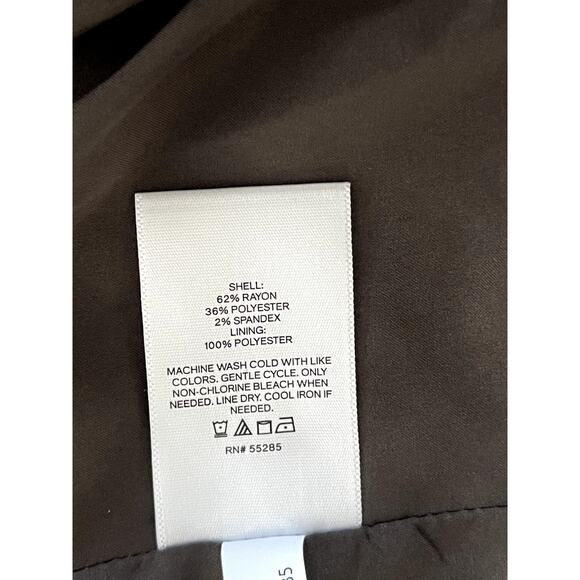 SHELL:
62% RAYON
36% POLYESTER
2% SPANDEX
LINING:
100% POLYESTER
MACHINE WASH COLD WITH LIKE
COLORS. GENTLE CYCLE. ONLY
NON-CHLORINE BLEACH WHEN
NEEDED. LINE DRY. COOL IRON IF
NEEDED.
RN# 55285